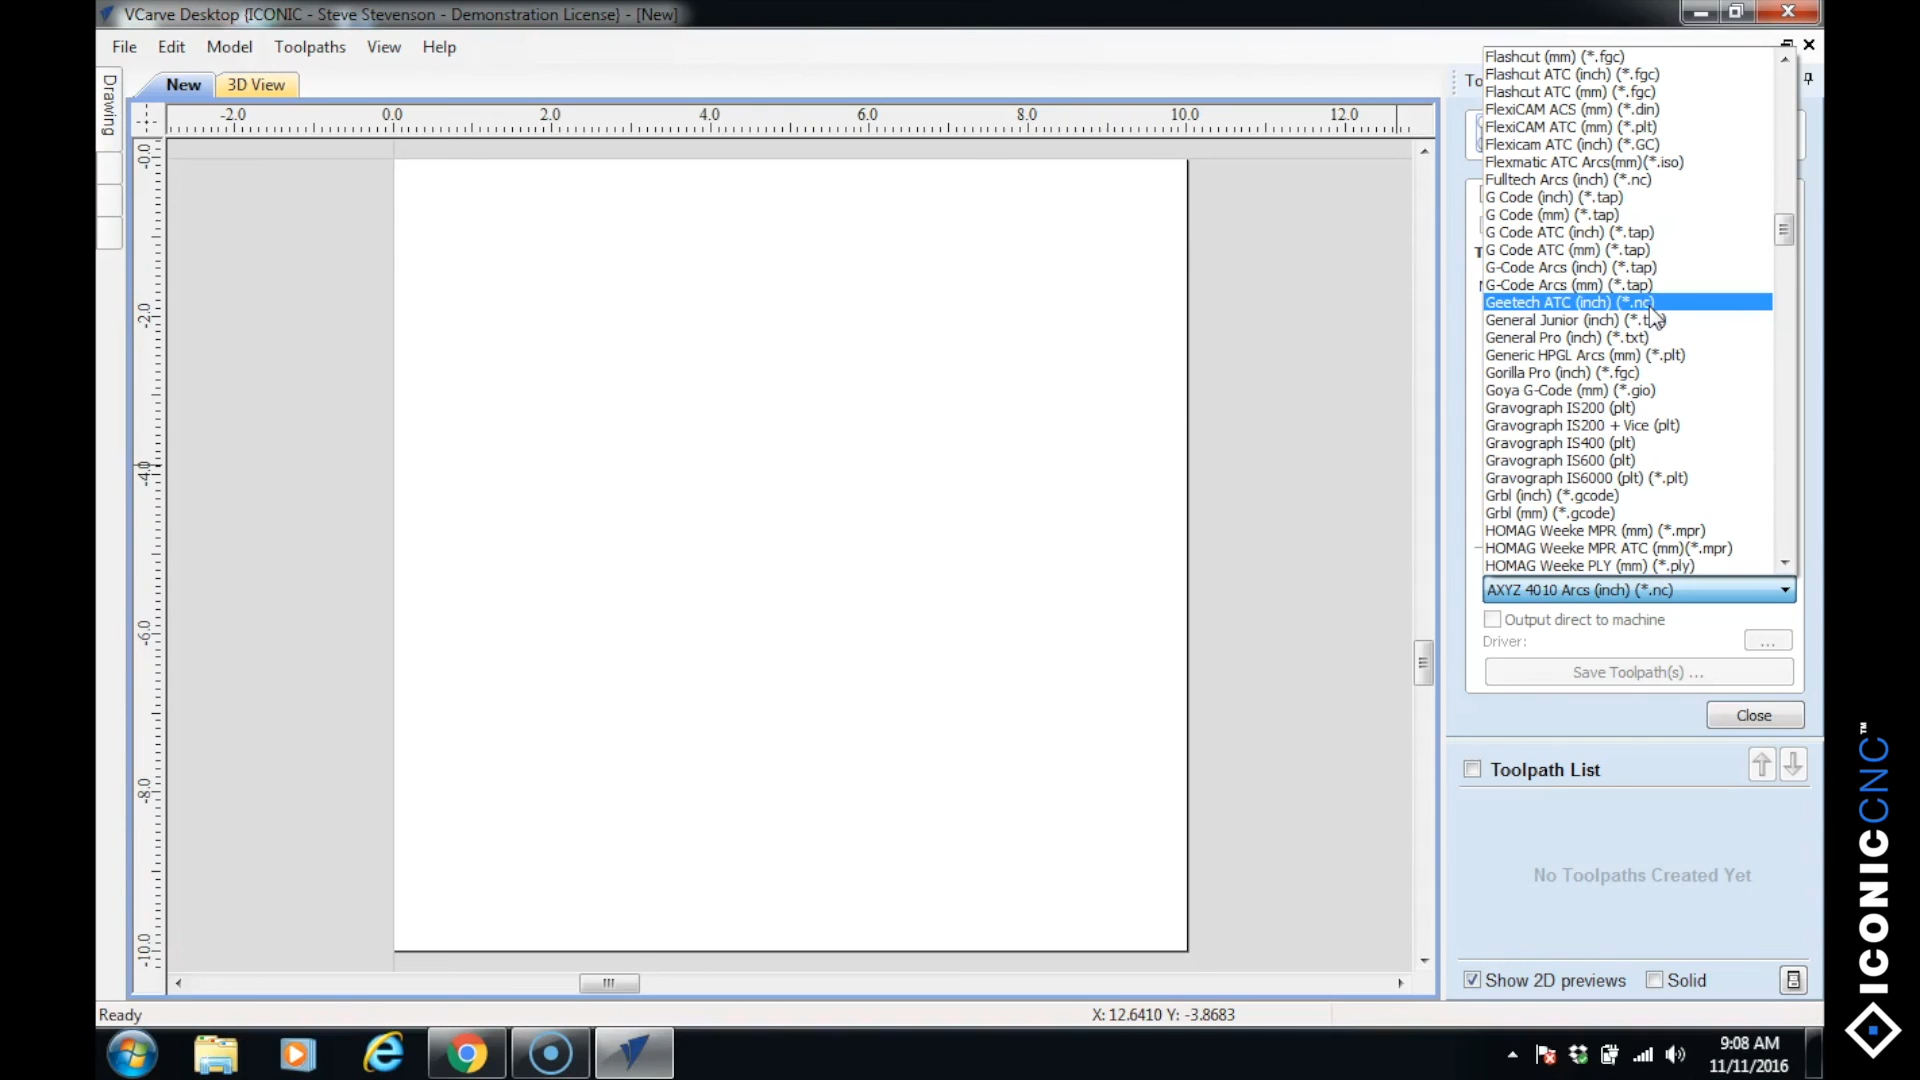 VCarve Desktop {ICONIC - Steve Stevenson - Demonstration License} - [New]
File Edit Model Toolpaths View Help
Drawing
New 3D View
-2.0 0.0 2.0 4.0 6.0 8.0 10.0 12.0
-0.0
-2.0
-4.0
-6.0
-8.0
-10.0
Flashcut (mm) (*.fgc)
Flashcut ATC (inch) (*.fgc)
Flashcut ATC (mm) (*.fgc)
FlexiCAM ACS (mm) (*.din)
FlexiCAM ATC (mm) (*.plt)
Flexicam ATC (inch) (*.GC)
Flexmatic ATC Arcs(mm)(*.iso)
Fulltech Arcs (inch) (*.nc)
G Code (inch) (*.tap)
G Code (mm) (*.tap)
G Code ATC (inch) (*.tap)
G Code ATC (mm) (*.tap)
G-Code Arcs (inch) (*.tap)
G-Code Arcs (mm) (*.tap)
Geetech ATC (inch) (*.nc)
General Junior (inch)
General Pro (inch) (*.txt)
Generic HPGL Arcs (mm) (*.plt)
Gorilla Pro (inch) (*.fgc)
Goya G-Code (mm) (*.gio)
Gravograph IS200 (plt)
Gravograph IS200 + Vice (plt)
Gravograph IS400 (plt)
Gravograph IS600 (plt)
Gravograph IS6000 (plt) (*.plt)
Grbl (inch) (*.gcode)
Grbl (mm) (*.gcode)
HOMAG Weeke MPR (mm) (*.mpr)
HOMAG Weeke MPR ATC (mm)(*.mpr)
HOMAG Weeke PLY (mm) (*.ply)
AXYZ 4010 Arcs (inch) (*.nc)
Output direct to machine
Driver: ...
Save Toolpath(s) ...
Close
Toolpath List
No Toolpaths Created Yet
Show 2D previews Solid
Ready X: 12.6410 Y: -3.8683
9:08 AM
11/11/2016
ICONICCNC™